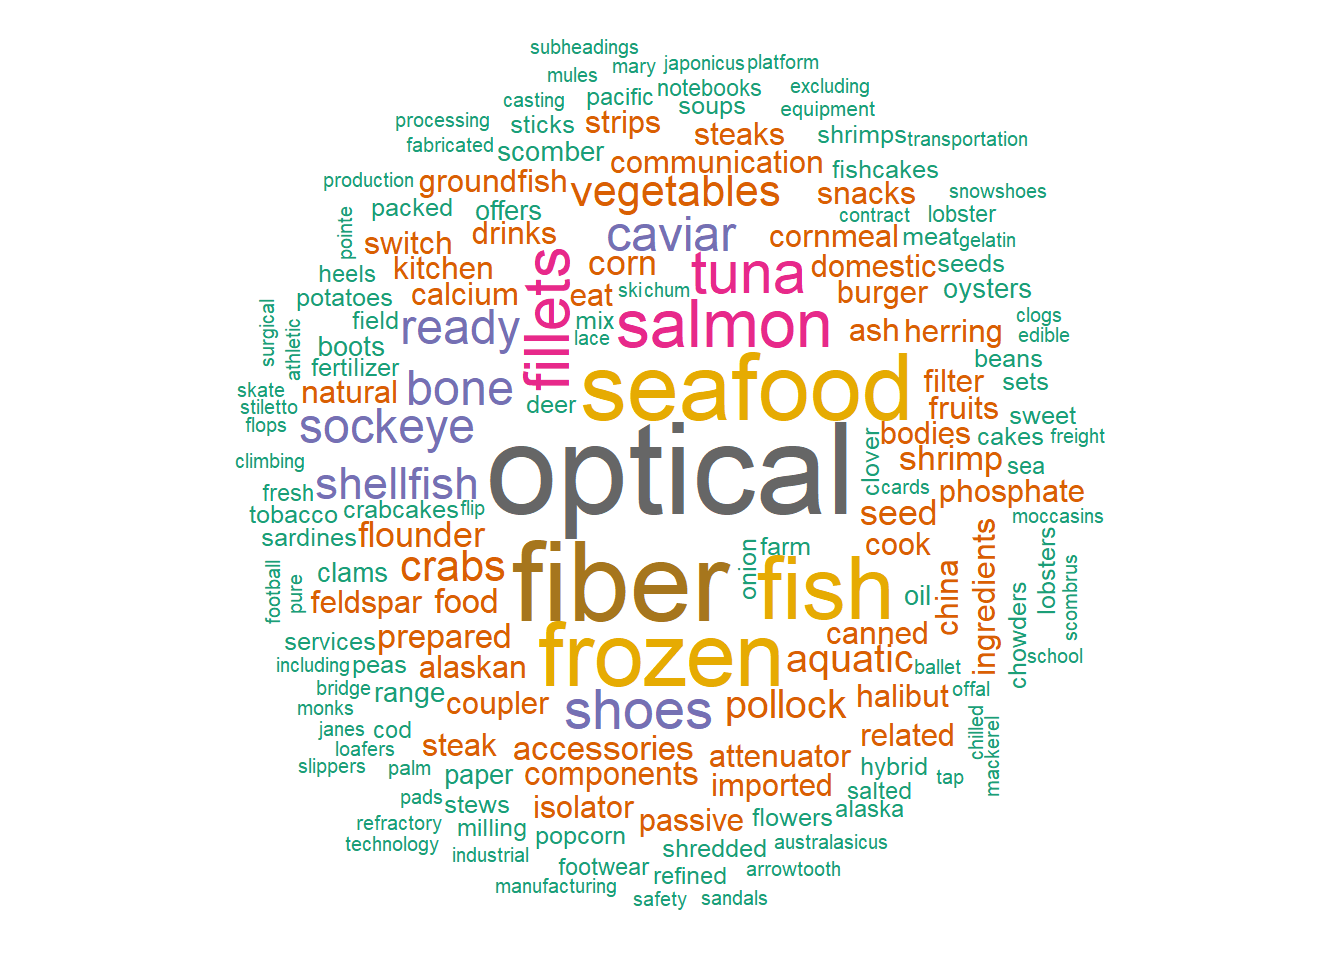 subheadings
mules
mary
japonicus
platform
casting
pacific
notebooks
excluding
processing
sticks
strips
soups
steaks
equipment
fabricated
scomber
communication
shrimps
transportation
production
groundfish
vegetables
fishcakes
snacks
snowshoes
pointe
packed
offers
caviar
contract
lobster
switch
drinks
cornmeal
meat
gelatin
heels
kitchen
fillets
corn
tuna
domestic
seeds
potatoes
calcium
eat
ski
chum
burger
oysters
surgical
athletic
field
ready
mix
lace
salmon
ash
herring
clogs
edible
boots
fertilizer
beans
skate
natural
bone
deer
seafood
filter
sets
stiletto
flops
sockeye
fruits
sweet
bodies
cakes
freight
climbing
shellfish
optical
clover
shrimp
sea
fresh
cards
phosphate
tobacco
crabcakes
flip
seed
moccasins
sardines
flounder
cook
football
pure
clams
crabs
fiber
onion
farm
fish
china
ingredients
lobsters
scombrus
feldspar
food
oil
chowders
services
prepared
frozen
canned
including
peas
alaskan
aquatic
ballet
school
bridge
range
coupler
shoes
pollock
halibut
offal
monks
janes
cod
related
chilled
mackerel
loafers
steak
accessories
attenuator
slippers
palm
paper
components
imported
hybrid
tap
pads
stews
isolator
salted
refractory
milling
popcorn
passive
flowers
alaska
technology
industrial
shredded
australasicus
footwear
refined
arrowtooth
manufacturing
safety
sandals